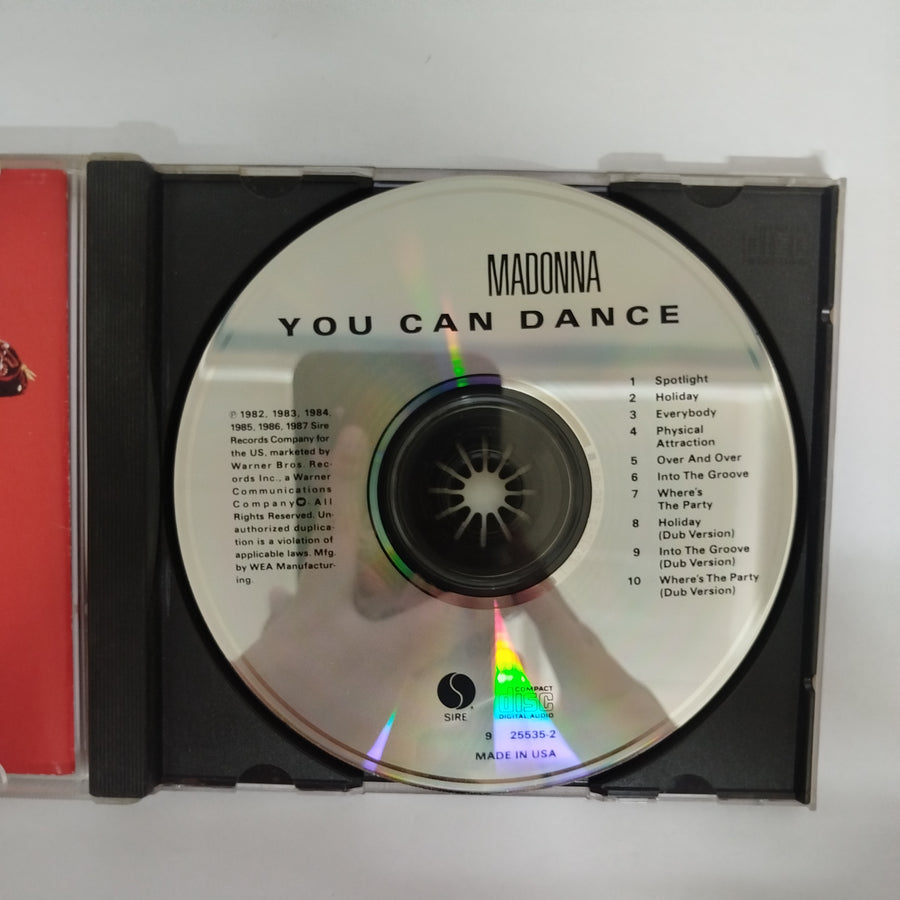 MADONNA
YOU CAN DANCE
℗ 1982, 1983, 1984,
1985, 1986, 1987 Sire
Records Company for
the US, marketed by
Warner Bros. Rec-
ords Inc., a Warner
Communications
Company. All
Rights Reserved. Un-
authorized duplica-
tion is a violation of
applicable laws. Mfg.
by WEA Manufactur-
ing.
1 Spotlight
2 Holiday
3 Everybody
4 Physical
Attraction
5 Over And Over
6 Into The Groove
7 Where's
The Party
8 Holiday
(Dub Version)
9 Into The Groove
(Dub Version)
10 Where's The Party
(Dub Version)
SIRE
COMPACT
disc
DIGITAL AUDIO
9 25535-2
MADE IN USA